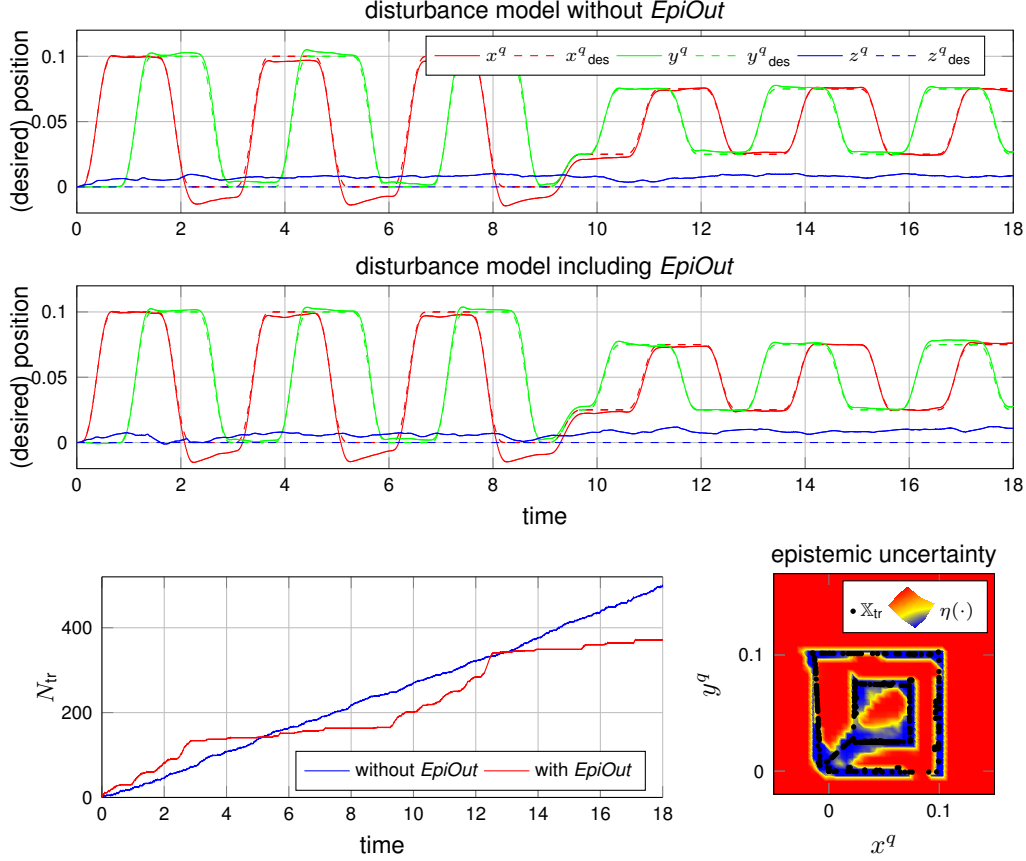 disturbance model without EpiOut
(desired) position
0.1
0.05
0
x^q x^q_des y^q y^q_des z^q z^q_des
0 2 4 6 8 10 12 14 16 18
disturbance model including EpiOut
(desired) position
0.1
0.05
0
0 2 4 6 8 10 12 14 16 18
time
N_tr
400
200
0
without EpiOut with EpiOut
0 2 4 6 8 10 12 14 16 18
time
epistemic uncertainty
𝕏_tr η(·)
y^q
0.1
0
0 0.1
x^q